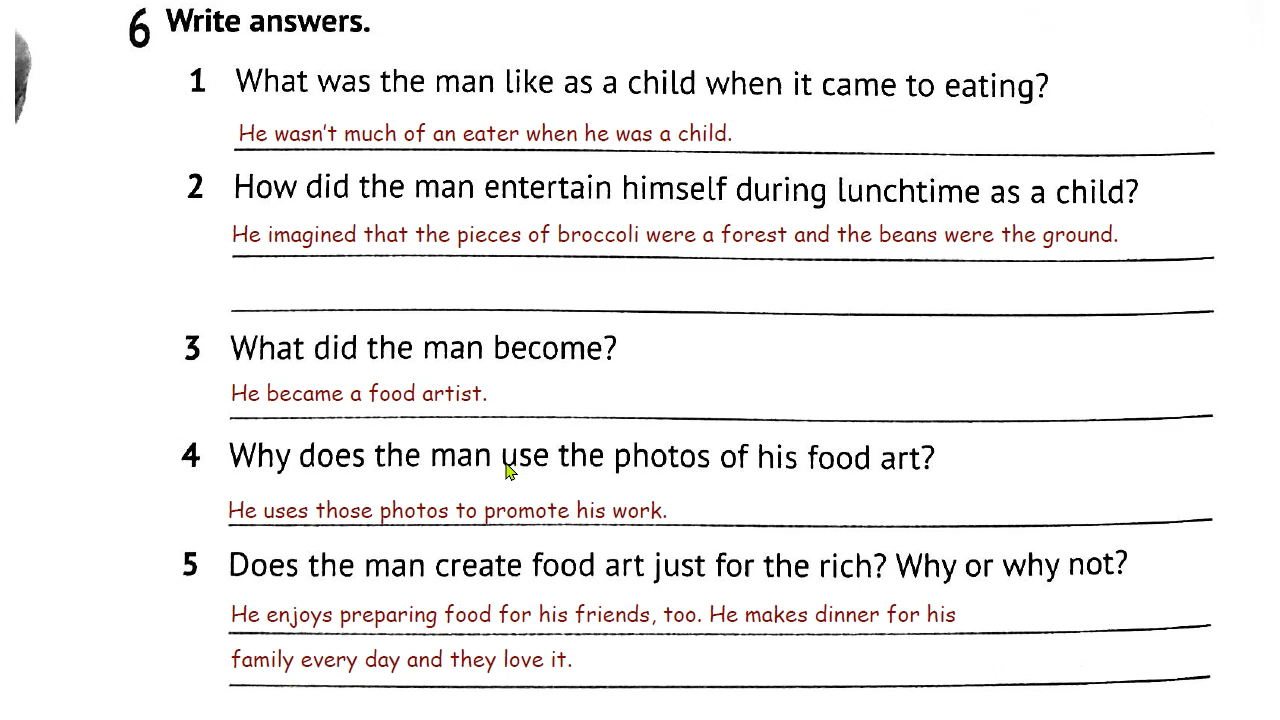 6 Write answers.
1 What was the man like as a child when it came to eating?
He wasn't much of an eater when he was a child.
2 How did the man entertain himself during lunchtime as a child?
He imagined that the pieces of broccoli were a forest and the beans were the ground.
3 What did the man become?
He became a food artist.
4 Why does the man use the photos of his food art?
He uses those photos to promote his work.
5 Does the man create food art just for the rich? Why or why not?
He enjoys preparing food for his friends, too. He makes dinner for his
family every day and they love it.